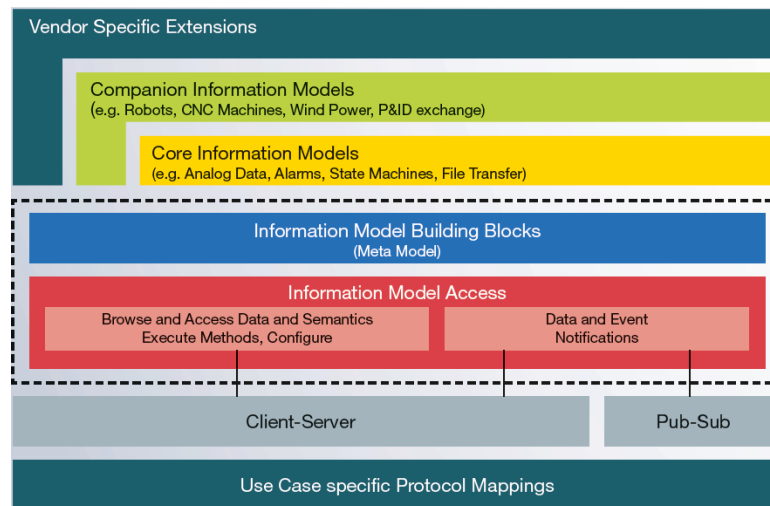 Vendor Specific Extensions
Companion Information Models
(e.g. Robots, CNC Machines, Wind Power, P&ID exchange)
Core Information Models
(e.g. Analog Data, Alarms, State Machines, File Transfer)
Information Model Building Blocks
(Meta Model)
Information Model Access
Browse and Access Data and Semantics
Execute Methods, Configure
Data and Event
Notifications
Client-Server
Pub-Sub
Use Case specific Protocol Mappings